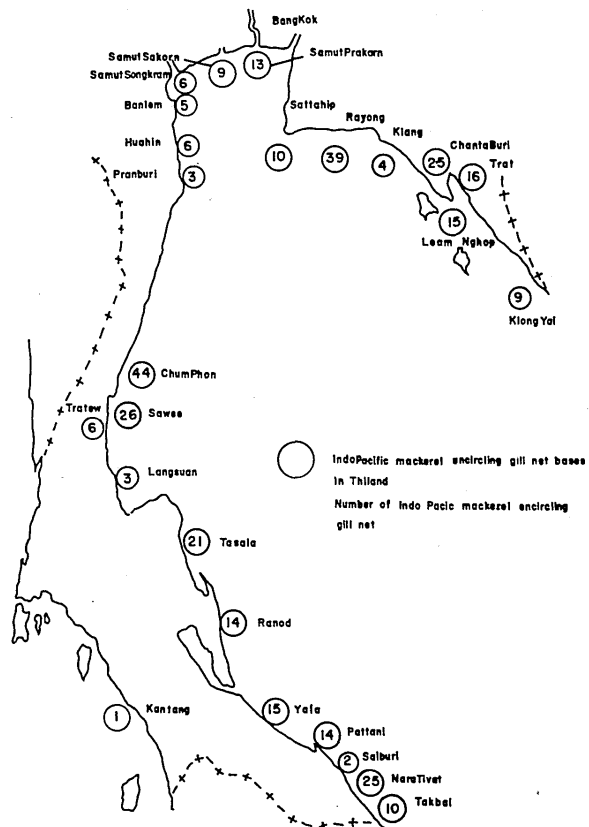 BangKok
Samut Sakorn
Samut Prakarn
Samut Songkram
13
9
6
Banlem
5
Sattahip
Rayong
Klang
Huahin
6
ChantaBuri
10
39
4
25
Trat
16
Pranburi
3
15
Leam Ngkop
9
Klong Yai
44
ChumPhon
Tratew
26
Sawee
6
Langsuan
3
IndoPacific mackerel encircling gill net bases
in Thiland
Number of Indo Pacic mackerel encircling
gill net
21
Tasala
14
Ranod
1
Kantang
15
Yala
14
Pattani
2
Saiburi
25
NaraTivat
10
Takbai